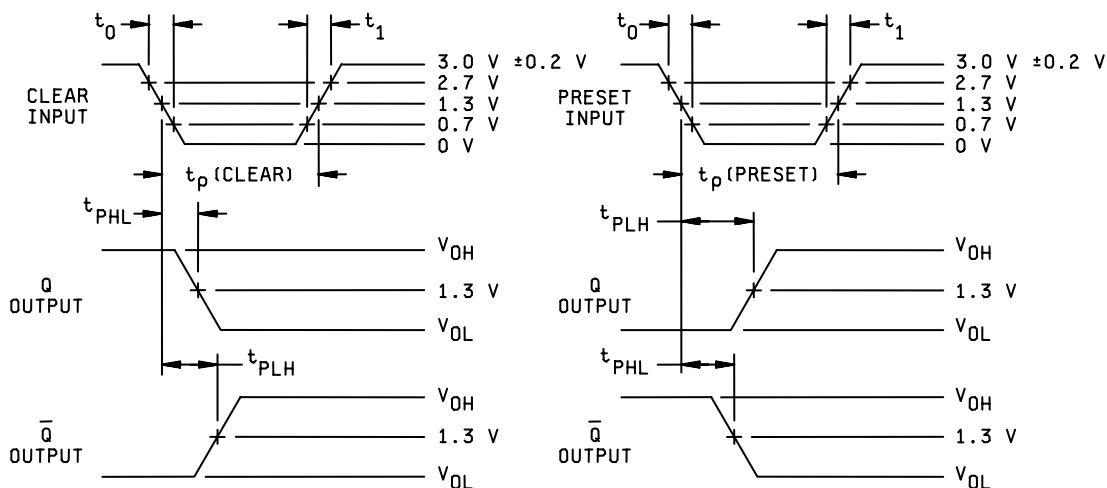 t0 t1 t0 t1
3.0 V ±0.2 V 3.0 V ±0.2 V
2.7 V 2.7 V
CLEAR INPUT 1.3 V PRESET INPUT 1.3 V
0.7 V 0.7 V
0 V 0 V
tp (CLEAR) tp (PRESET)
tPHL tPLH
VOH VOH
Q OUTPUT 1.3 V Q OUTPUT 1.3 V
VOL VOL
tPLH tPHL
VOH VOH
Q̅ OUTPUT 1.3 V Q̅ OUTPUT 1.3 V
VOL VOL